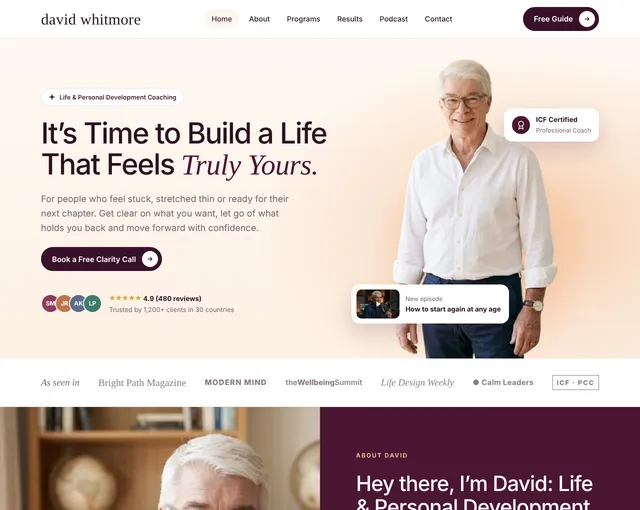 david whitmore
Home
About
Programs
Results
Podcast
Contact
Free Guide
Life & Personal Development Coaching
It's Time to Build a Life
That Feels Truly Yours.
For people who feel stuck, stretched thin or ready for their
next chapter. Get clear on what you want, let go of what
holds you back and move forward with confidence.
Book a Free Clarity Call
SM
JR
AK
LP
4.9 (480 reviews)
Trusted by 1,200+ clients in 30 countries
ICF Certified
Professional Coach
New episode
How to start again at any age
As seen in
Bright Path Magazine
MODERN MIND
theWellbeingSummit
Life Design Weekly
Calm Leaders
ICF · PCC
ABOUT DAVID
Hey there, I'm David: Life
& Personal Development